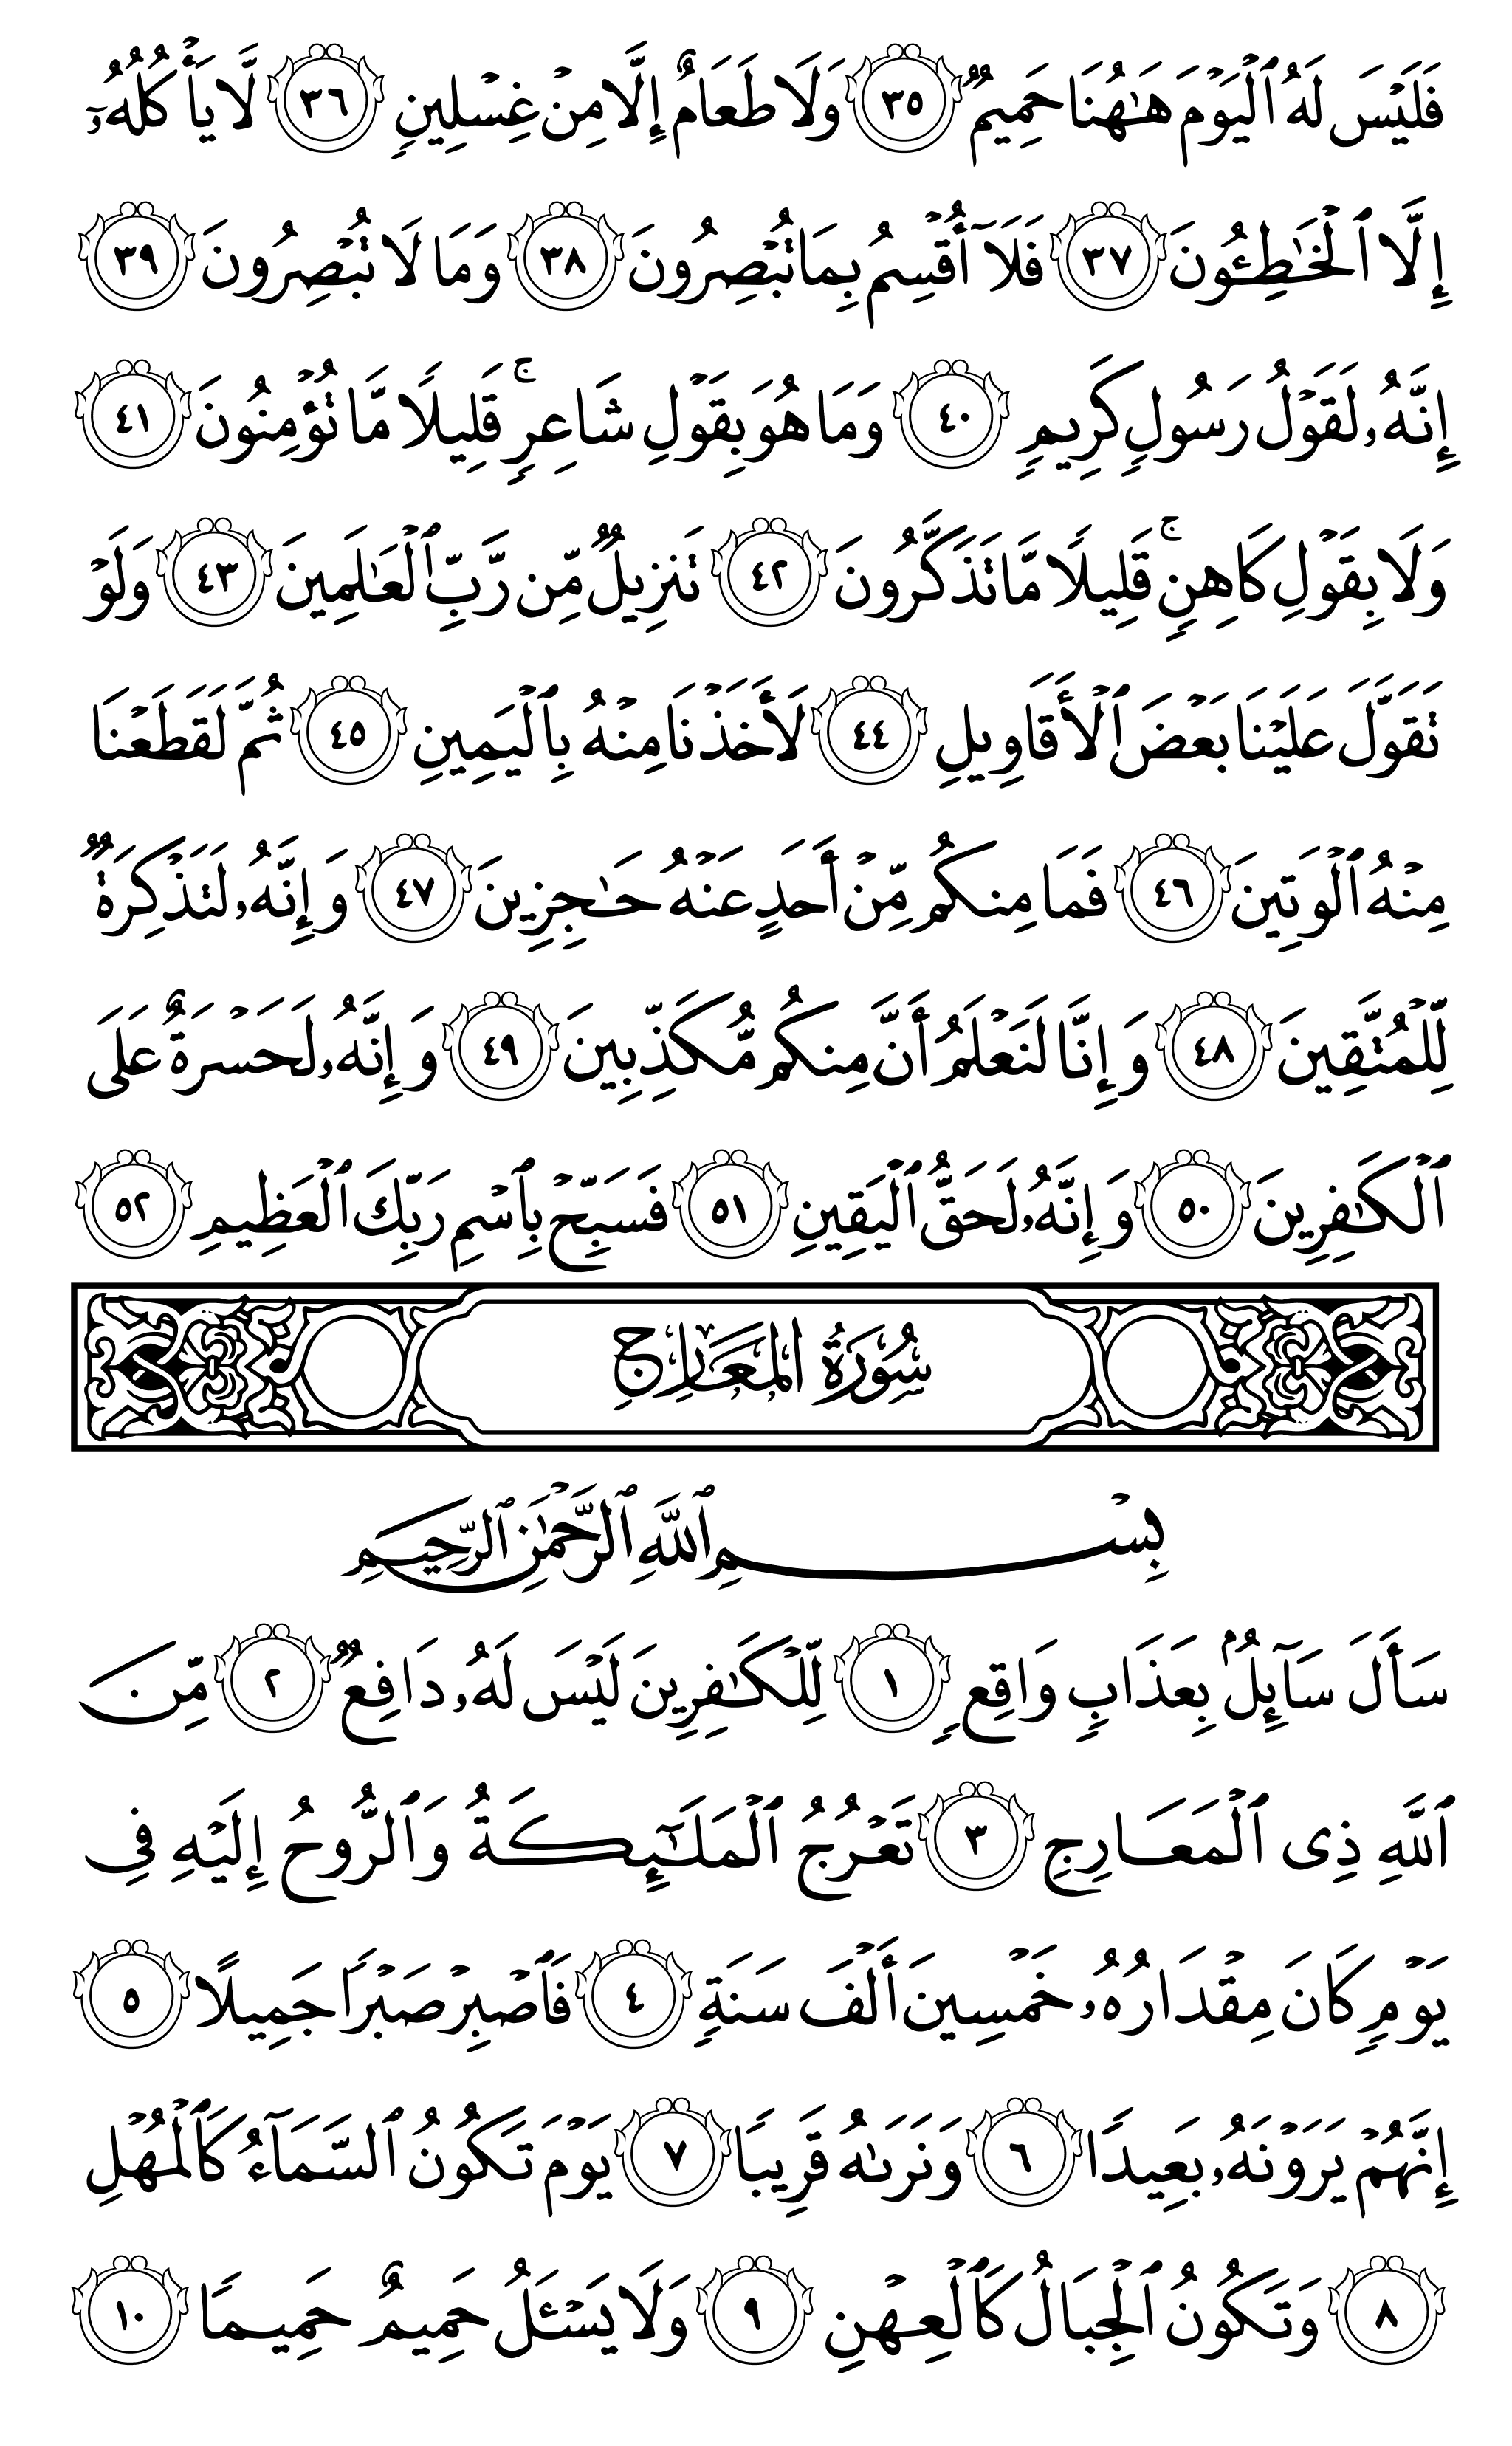 فَلَيْسَ لَهُ ٱلْيَوْمَ هَٰهُنَا حَمِيمٌ ٣٥ وَلَا طَعَامٌ إِلَّا مِنْ غِسْلِينٍ ٣٦ لَّا يَأْكُلُهُۥٓ
إِلَّا ٱلْخَٰطِـُٔونَ ٣٧ فَلَآ أُقْسِمُ بِمَا تُبْصِرُونَ ٣٨ وَمَا لَا تُبْصِرُونَ ٣٩
إِنَّهُۥ لَقَوْلُ رَسُولٍ كَرِيمٍ ٤٠ وَمَا هُوَ بِقَوْلِ شَاعِرٍۚ قَلِيلًا مَّا تُؤْمِنُونَ ٤١
وَلَا بِقَوْلِ كَاهِنٍۚ قَلِيلًا مَّا تَذَكَّرُونَ ٤٢ تَنزِيلٌ مِّن رَّبِّ ٱلْعَٰلَمِينَ ٤٣ وَلَوْ
تَقَوَّلَ عَلَيْنَا بَعْضَ ٱلْأَقَاوِيلِ ٤٤ لَأَخَذْنَا مِنْهُ بِٱلْيَمِينِ ٤٥ ثُمَّ لَقَطَعْنَا
مِنْهُ ٱلْوَتِينَ ٤٦ فَمَا مِنكُم مِّنْ أَحَدٍ عَنْهُ حَٰجِزِينَ ٤٧ وَإِنَّهُۥ لَتَذْكِرَةٌ
لِّلْمُتَّقِينَ ٤٨ وَإِنَّا لَنَعْلَمُ أَنَّ مِنكُم مُّكَذِّبِينَ ٤٩ وَإِنَّهُۥ لَحَسْرَةٌ عَلَى
ٱلْكَٰفِرِينَ ٥٠ وَإِنَّهُۥ لَحَقُّ ٱلْيَقِينِ ٥١ فَسَبِّحْ بِٱسْمِ رَبِّكَ ٱلْعَظِيمِ ٥٢
سُورَةُ المَعَارِجِ
بِسْمِ ٱللَّهِ ٱلرَّحْمَٰنِ ٱلرَّحِيمِ
سَأَلَ سَآئِلٌۢ بِعَذَابٍ وَاقِعٍ ١ لِّلْكَٰفِرِينَ لَيْسَ لَهُۥ دَافِعٌ ٢ مِّنَ
ٱللَّهِ ذِى ٱلْمَعَارِجِ ٣ تَعْرُجُ ٱلْمَلَٰٓئِكَةُ وَٱلرُّوحُ إِلَيْهِ فِى
يَوْمٍ كَانَ مِقْدَارُهُۥ خَمْسِينَ أَلْفَ سَنَةٍ ٤ فَٱصْبِرْ صَبْرًا جَمِيلًا ٥
إِنَّهُمْ يَرَوْنَهُۥ بَعِيدًا ٦ وَنَرَىٰهُ قَرِيبًا ٧ يَوْمَ تَكُونُ ٱلسَّمَآءُ كَٱلْمُهْلِ
٨ وَتَكُونُ ٱلْجِبَالُ كَٱلْعِهْنِ ٩ وَلَا يَسْـَٔلُ حَمِيمٌ حَمِيمًا ١٠